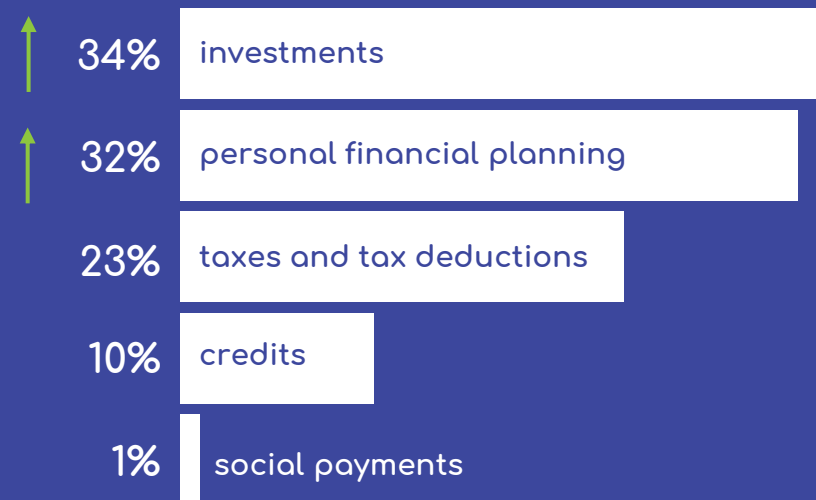 34% investments
32% personal financial planning
23% taxes and tax deductions
10% credits
1% social payments